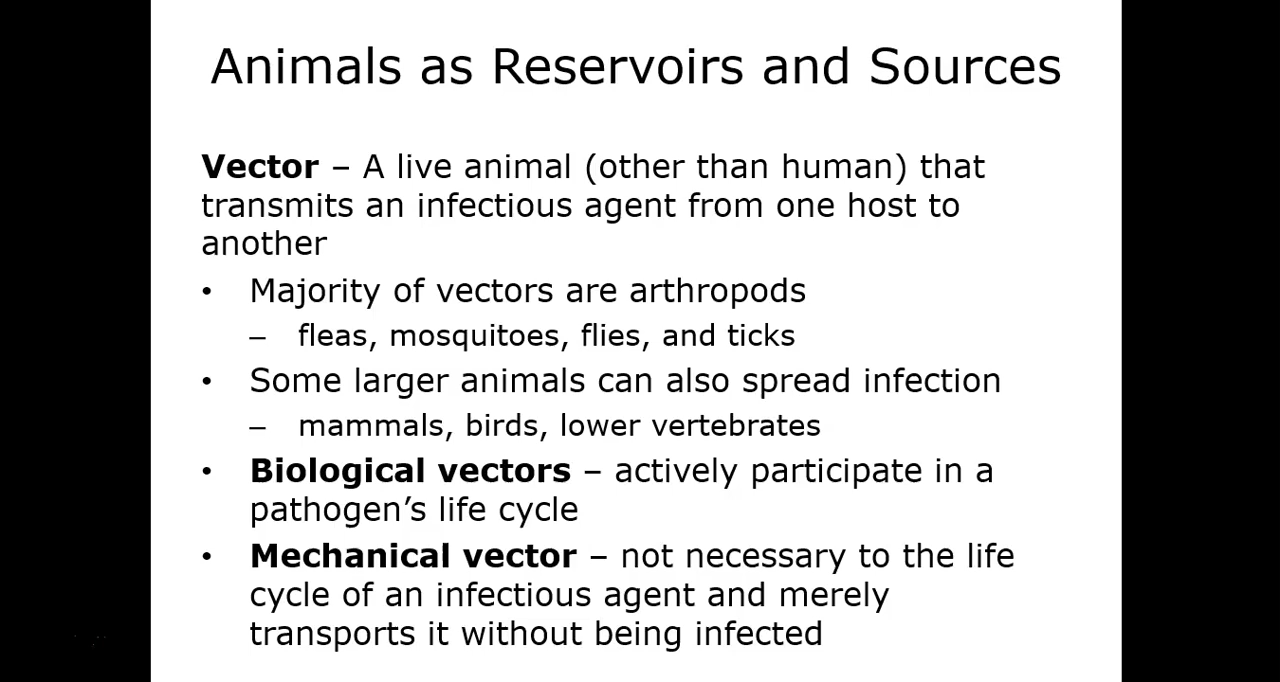 Animals as Reservoirs and Sources
Vector – A live animal (other than human) that
transmits an infectious agent from one host to
another
• Majority of vectors are arthropods
– fleas, mosquitoes, flies, and ticks
• Some larger animals can also spread infection
– mammals, birds, lower vertebrates
• Biological vectors – actively participate in a
pathogen’s life cycle
• Mechanical vector – not necessary to the life
cycle of an infectious agent and merely
transports it without being infected